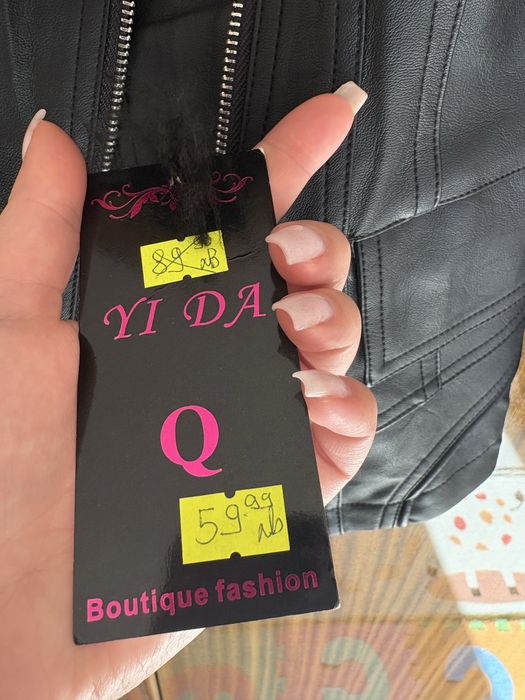 89 99
лв
YI DA
Q
59.99
лв
Boutique fashion